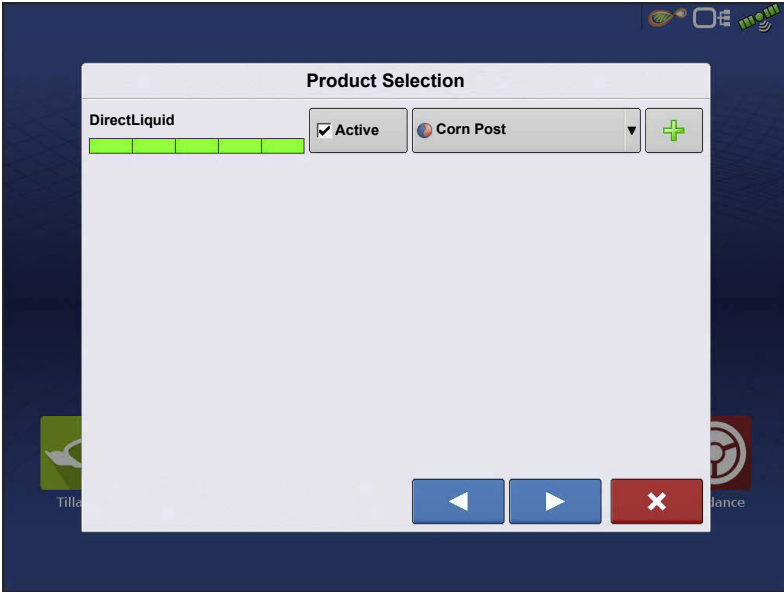 Product Selection
DirectLiquid
Active
Corn Post
Tilla
dance